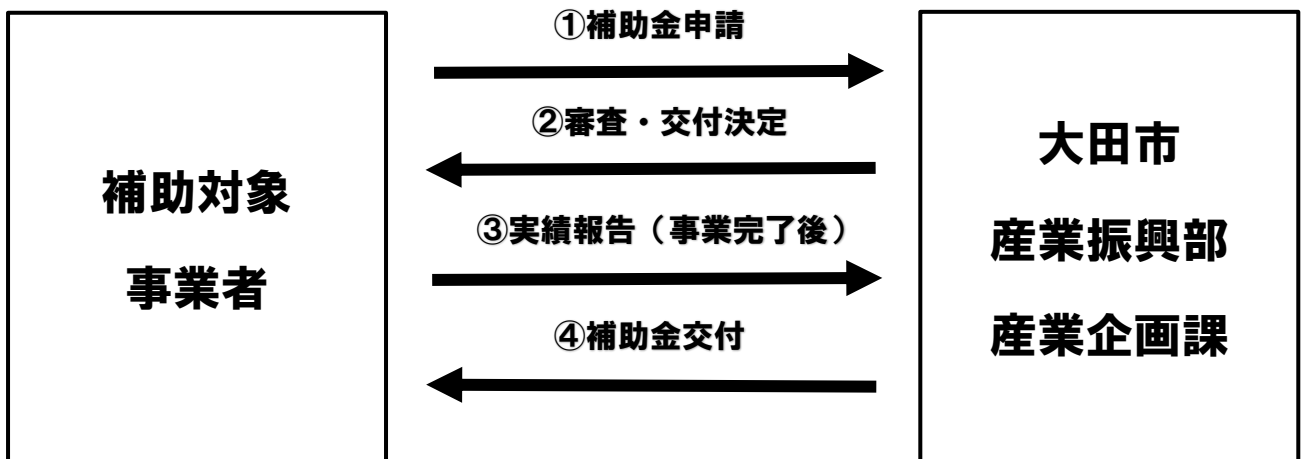 補助対象
事業者
①補助金申請
②審査・交付決定
③実績報告（事業完了後）
④補助金交付
大田市
産業振興部
産業企画課